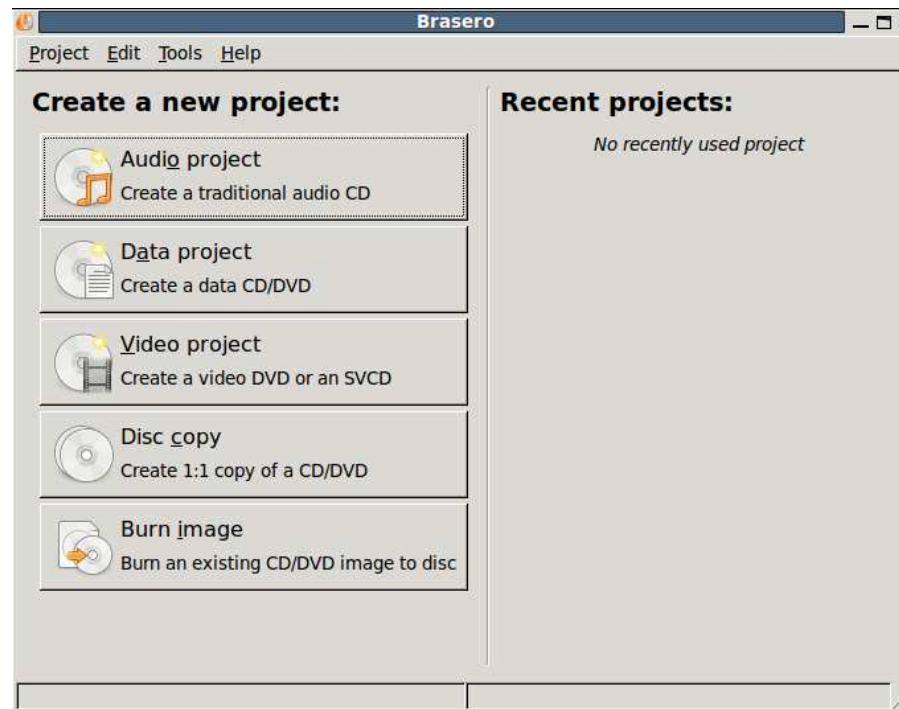 Brasero
Project Edit Tools Help
Create a new project:
Audio project
Create a traditional audio CD
Data project
Create a data CD/DVD
Video project
Create a video DVD or an SVCD
Disc copy
Create 1:1 copy of a CD/DVD
Burn image
Burn an existing CD/DVD image to disc
Recent projects:
No recently used project